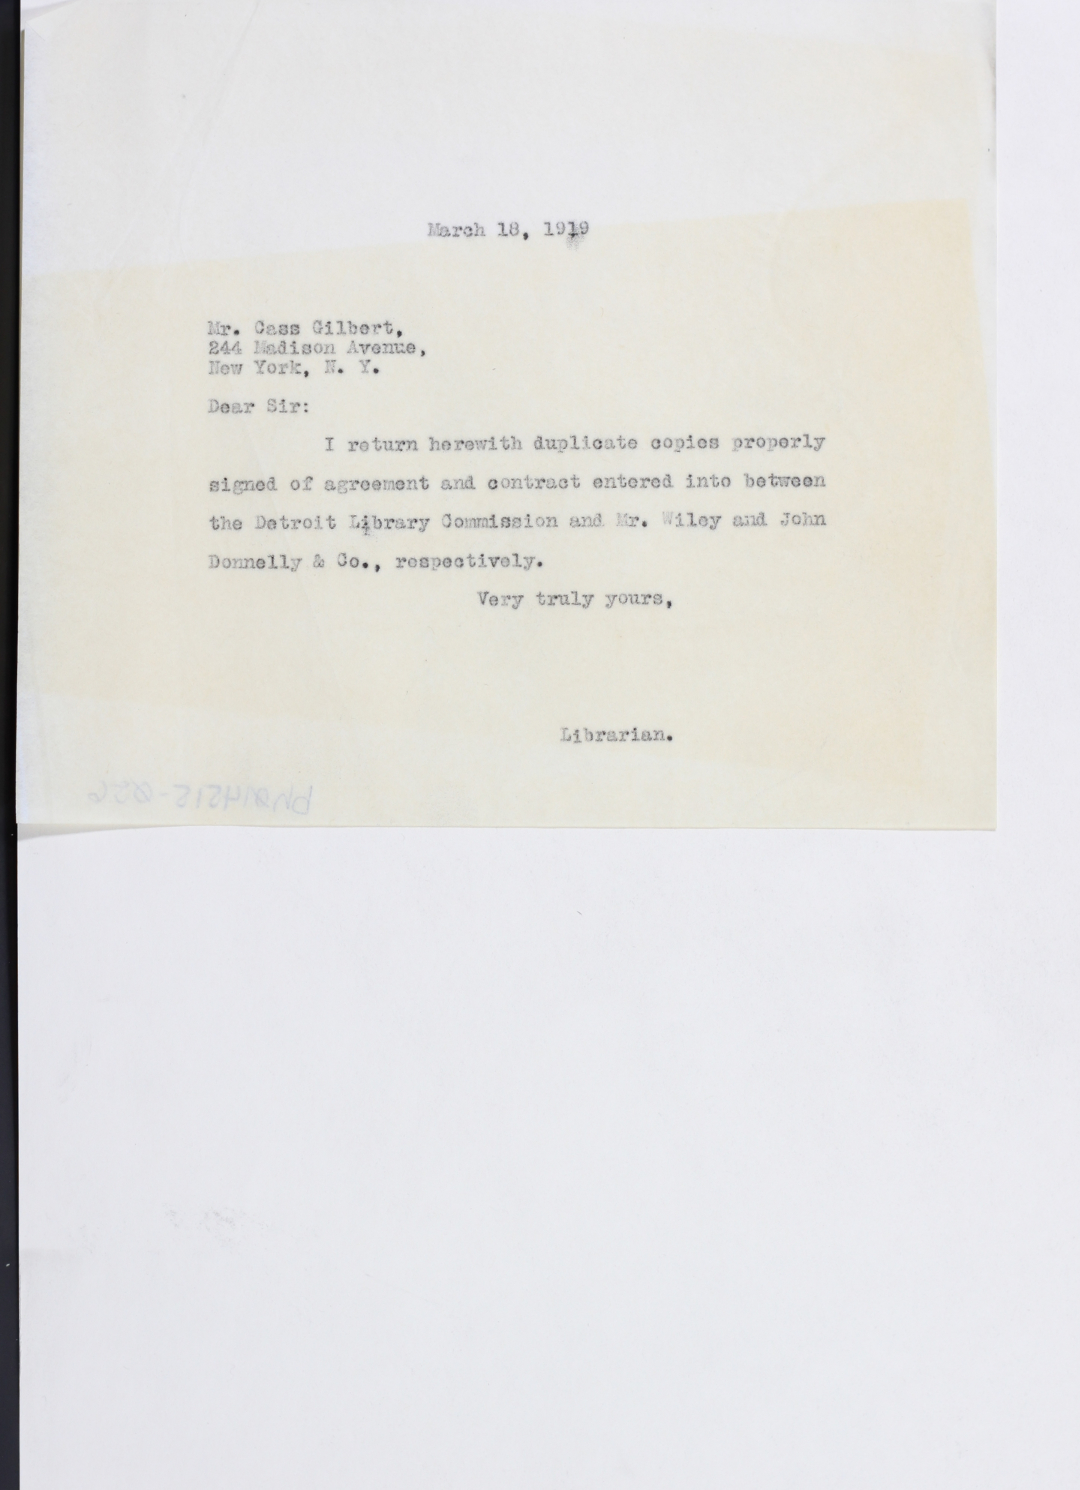 March 18, 1919
Mr. Cass Gilbert,
244 Madison Avenue,
New York, N. Y.
Dear Sir:
I return herewith duplicate copies properly
signed of agreement and contract entered into between
the Detroit Library Commission and Mr. Wiley and John
Donnelly & Co., respectively.
Very truly yours,
Librarian.